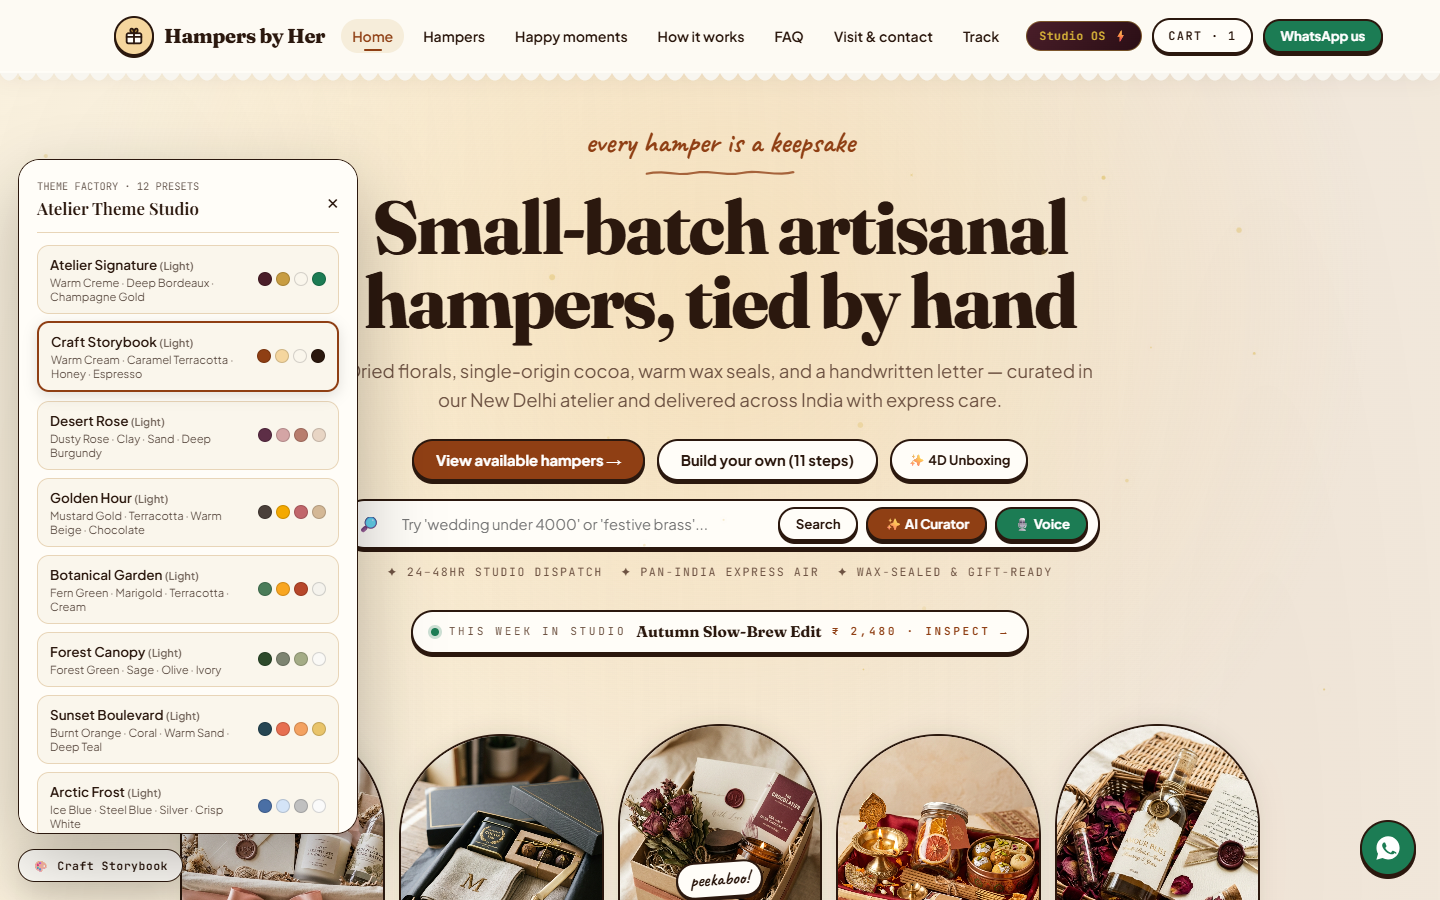 Hampers by Her
Home
Hampers
Happy moments
How it works
FAQ
Visit & contact
Track
Studio OS
CART · 1
WhatsApp us
every hamper is a keepsake
Small-batch artisanal
hampers, tied by hand
Dried florals, single-origin cocoa, warm wax seals, and a handwritten letter — curated in
our New Delhi atelier and delivered across India with express care.
View available hampers →
Build your own (11 steps)
✨ 4D Unboxing
Try 'wedding under 4000' or 'festive brass'...
Search
✨ AI Curator
Voice
✦ 24–48HR STUDIO DISPATCH ✦ PAN-INDIA EXPRESS AIR ✦ WAX-SEALED & GIFT-READY
THIS WEEK IN STUDIO Autumn Slow-Brew Edit ₹ 2,480 · INSPECT →
THEME FACTORY · 12 PRESETS
Atelier Theme Studio
✕
Atelier Signature (Light)
Warm Creme · Deep Bordeaux ·
Champagne Gold
Craft Storybook (Light)
Warm Cream · Caramel Terracotta ·
Honey · Espresso
Desert Rose (Light)
Dusty Rose · Clay · Sand · Deep
Burgundy
Golden Hour (Light)
Mustard Gold · Terracotta · Warm
Beige · Chocolate
Botanical Garden (Light)
Fern Green · Marigold · Terracotta ·
Cream
Forest Canopy (Light)
Forest Green · Sage · Olive · Ivory
Sunset Boulevard (Light)
Burnt Orange · Coral · Warm Sand ·
Deep Teal
Arctic Frost (Light)
Ice Blue · Steel Blue · Silver · Crisp
White
Craft Storybook
M
THE
CHOCOLATIER
peekaboo!